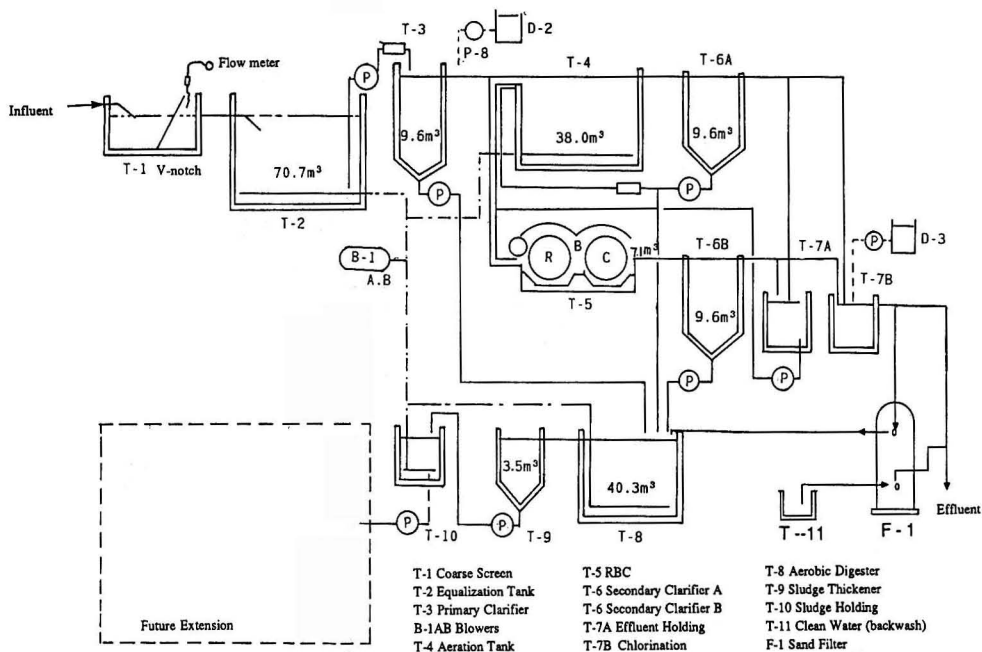 T-3
P-8
D-2
T-4
T-6A
Flow meter
P
Influent
9.6m³
38.0m³
9.6m³
T-1 V-notch
70.7m³
P
P
T-2
T-6B
T-7A
P
D-3
B-1
A.B
R
B
C
71m³
T-7B
T-5
9.6m³
P
P
3.5m³
40.3m³
Effluent
P
T-10
P
T-9
T-8
T--11
F-1
T-1 Coarse Screen
T-2 Equalization Tank
T-3 Primary Clarifier
B-1AB Blowers
T-4 Aeration Tank
T-5 RBC
T-6 Secondary Clarifier A
T-6 Secondary Clarifier B
T-7A Effluent Holding
T-7B Chlorination
T-8 Aerobic Digester
T-9 Sludge Thickener
T-10 Sludge Holding
T-11 Clean Water (backwash)
F-1 Sand Filter
Future Extension